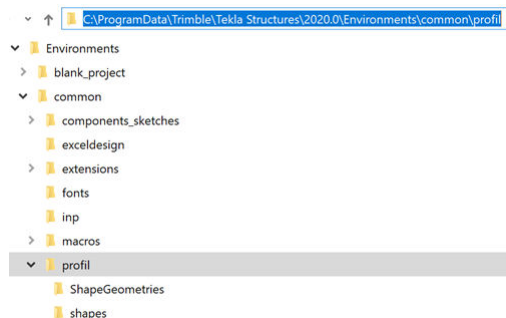 C:\ProgramData\Trimble\Tekla Structures\2020.0\Environments\common\profil
Environments
blank_project
common
components_sketches
exceldesign
extensions
fonts
inp
macros
profil
ShapeGeometries
shapes